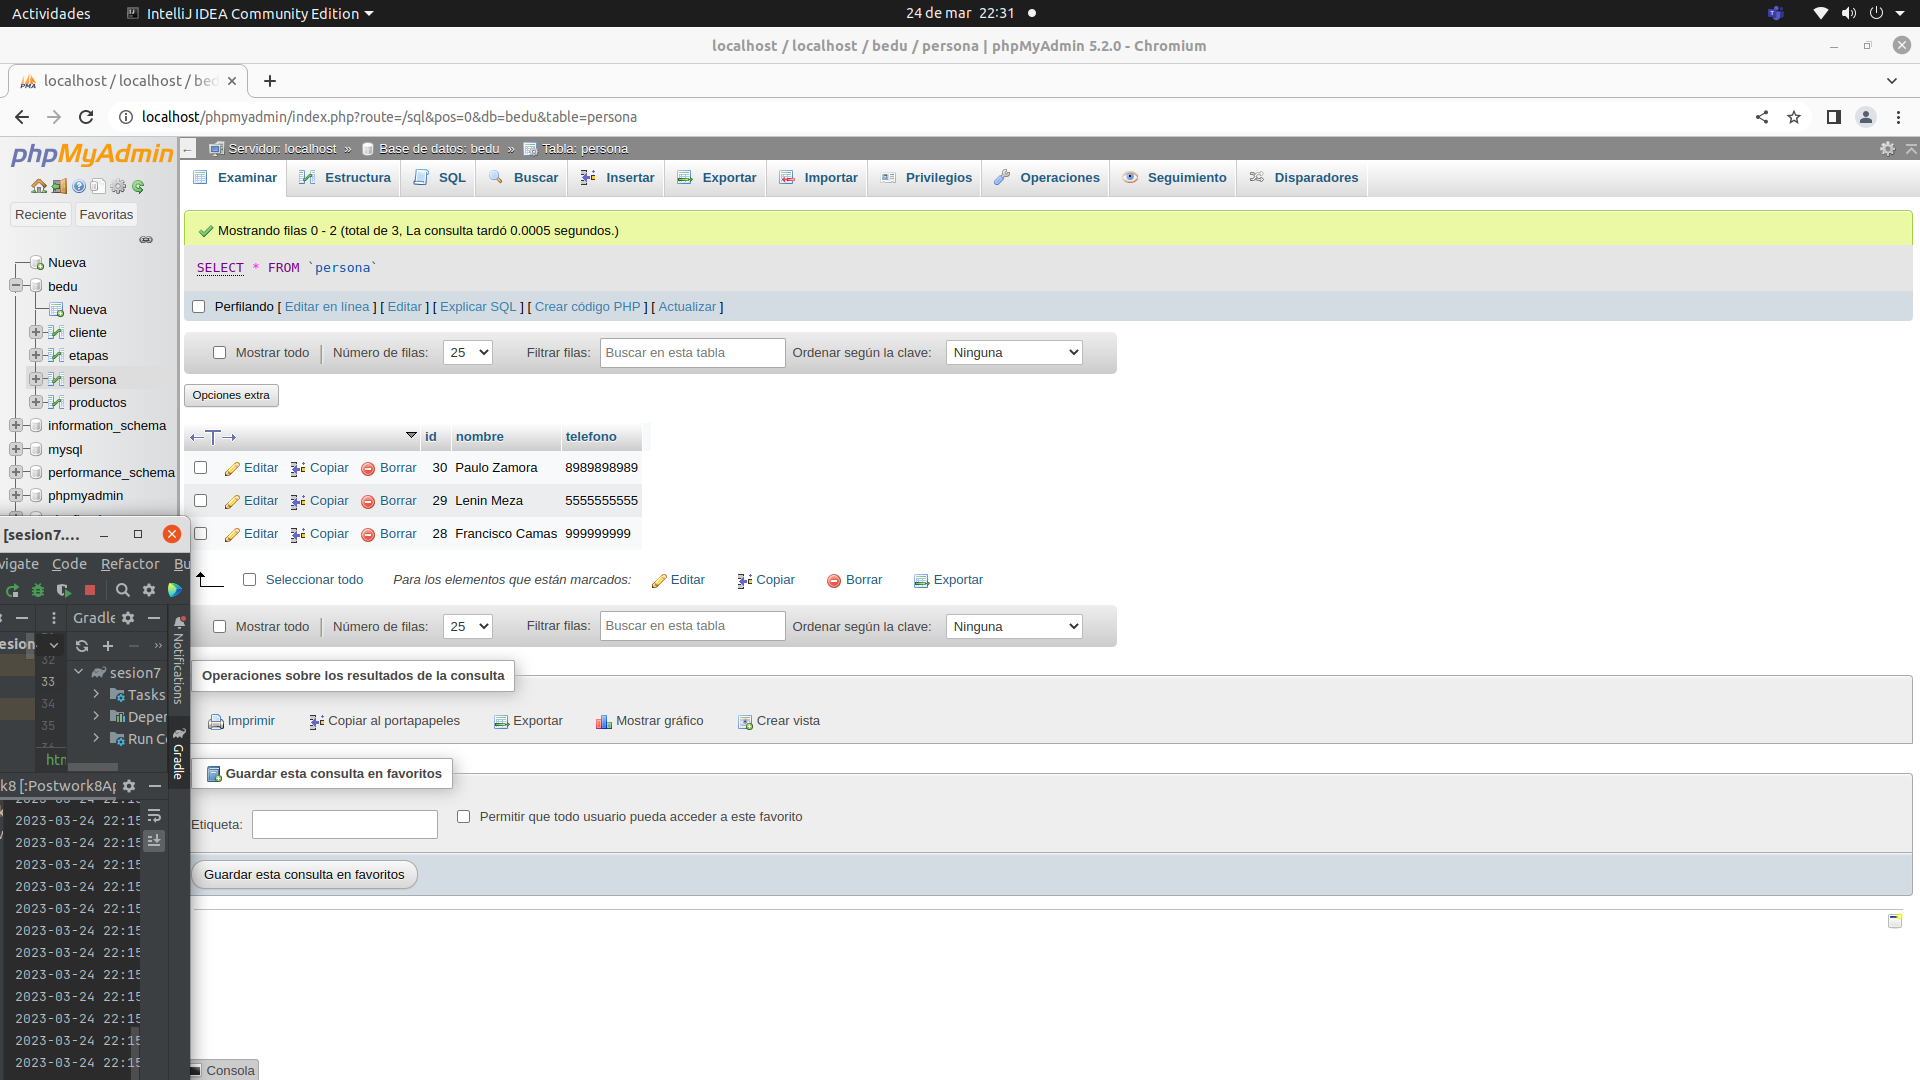 Actividades
IntelliJ IDEA Community Edition
24 de mar 22:31
localhost / localhost / bedu / persona | phpMyAdmin 5.2.0 - Chromium
localhost / localhost / bed
localhost/phpmyadmin/index.php?route=/sql&pos=0&db=bedu&table=persona
phpMyAdmin
Reciente Favoritas
Nueva
bedu
Nueva
cliente
etapas
persona
productos
information_schema
mysql
performance_schema
phpmyadmin
Servidor: localhost » Base de datos: bedu » Tabla: persona
Examinar Estructura SQL Buscar Insertar Exportar Importar Privilegios Operaciones Seguimiento Disparadores
Mostrando filas 0 - 2 (total de 3, La consulta tardó 0.0005 segundos.)
SELECT * FROM `persona`
Perfilando [ Editar en línea ] [ Editar ] [ Explicar SQL ] [ Crear código PHP ] [ Actualizar ]
Mostrar todo Número de filas: 25 Filtrar filas: Buscar en esta tabla Ordenar según la clave: Ninguna
Opciones extra
id nombre telefono
Editar Copiar Borrar 30 Paulo Zamora 8989898989
Editar Copiar Borrar 29 Lenin Meza 5555555555
Editar Copiar Borrar 28 Francisco Camas 999999999
Seleccionar todo Para los elementos que están marcados: Editar Copiar Borrar Exportar
Mostrar todo Número de filas: 25 Filtrar filas: Buscar en esta tabla Ordenar según la clave: Ninguna
Operaciones sobre los resultados de la consulta
Imprimir Copiar al portapapeles Exportar Mostrar gráfico Crear vista
Guardar esta consulta en favoritos
Etiqueta:
Permitir que todo usuario pueda acceder a este favorito
Guardar esta consulta en favoritos
Consola
[sesion7....
vigate Code Refactor Bu
Gradle
esion
32
33
34
35
sesion7
Tasks
Deper
Run Co
Notifications
Gradle
htn
k8 [:Postwork8Ap
2023-03-24 22:15
2023-03-24 22:15
2023-03-24 22:15
2023-03-24 22:15
2023-03-24 22:15
2023-03-24 22:15
2023-03-24 22:15
2023-03-24 22:15
2023-03-24 22:15
2023-03-24 22:15
2023-03-24 22:15
2023-03-24 22:15